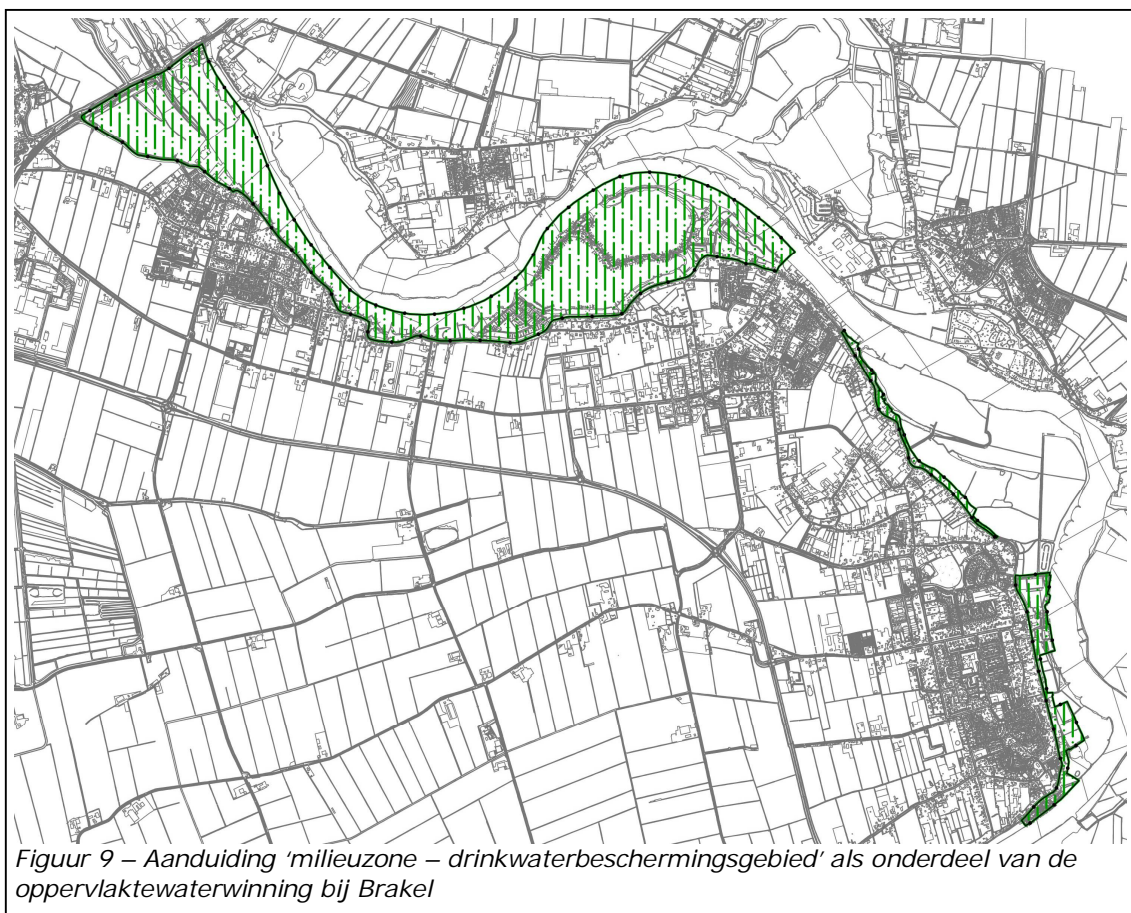 Figuur 9 – Aanduiding ‘milieuzone – drinkwaterbeschermingsgebied’ als onderdeel van de
oppervlaktewaterwinning bij Brakel